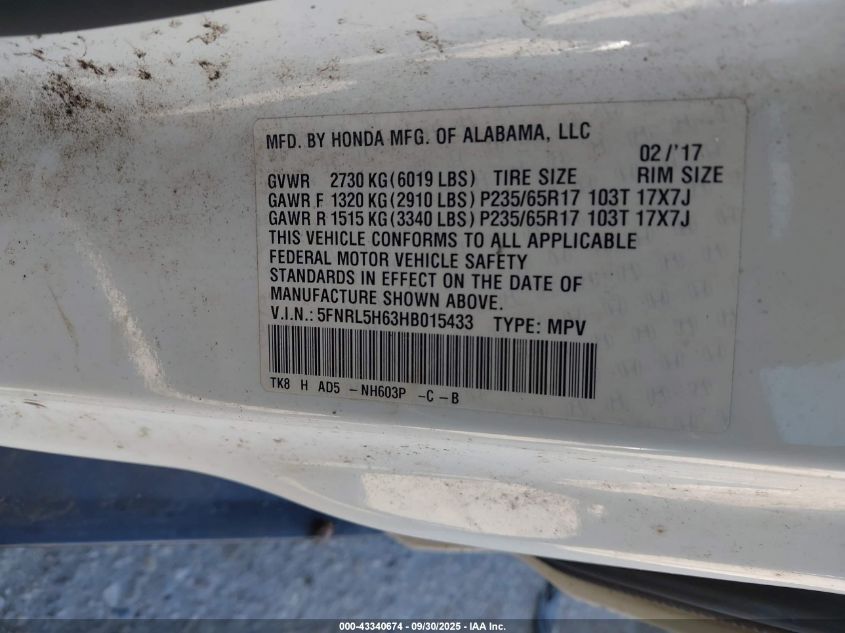 MFD. BY HONDA MFG. OF ALABAMA, LLC
02/'17
GVWR 2730 KG(6019 LBS) TIRE SIZE RIM SIZE
GAWR F 1320 KG(2910 LBS) P235/65R17 103T 17X7J
GAWR R 1515 KG(3340 LBS) P235/65R17 103T 17X7J
THIS VEHICLE CONFORMS TO ALL APPLICABLE
FEDERAL MOTOR VEHICLE SAFETY
STANDARDS IN EFFECT ON THE DATE OF
MANUFACTURE SHOWN ABOVE.
V.I.N.: 5FNRL5H63HB015433 TYPE: MPV
TK8 H AD5 - NH603P - C - B
000-43340674 - 09/30/2025 - IAA Inc.